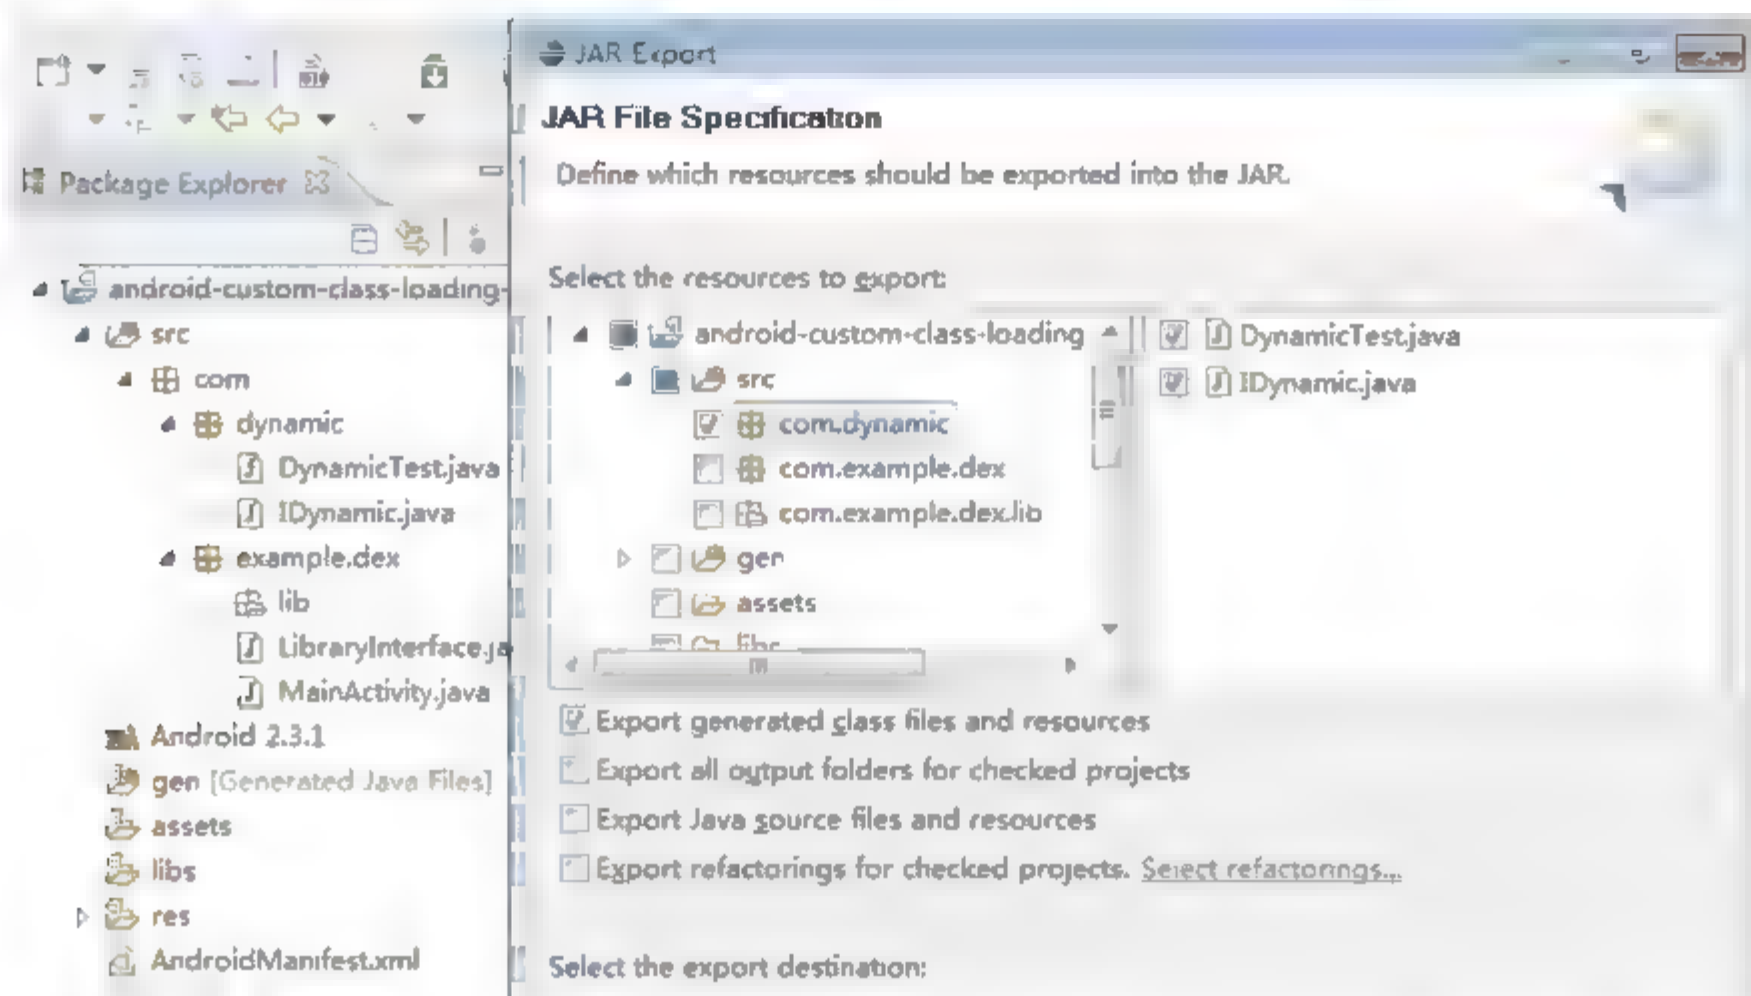 Package Explorer
android-custom-class-loading-
src
com
dynamic
DynamicTest.java
IDynamic.java
example.dex
lib
LibraryInterface.ja
MainActivity.java
Android 2.3.1
gen [Generated Java Files]
assets
libs
res
AndroidManifest.xml
JAR Export
JAR File Specification
Define which resources should be exported into the JAR.
Select the resources to export:
android-custom-class-loading
src
com.dynamic
com.example.dex
com.example.dex.lib
gen
assets
DynamicTest.java
IDynamic.java
Export generated class files and resources
Export all output folders for checked projects
Export Java source files and resources
Export refactorings for checked projects. Select refactorings...
Select the export destination: